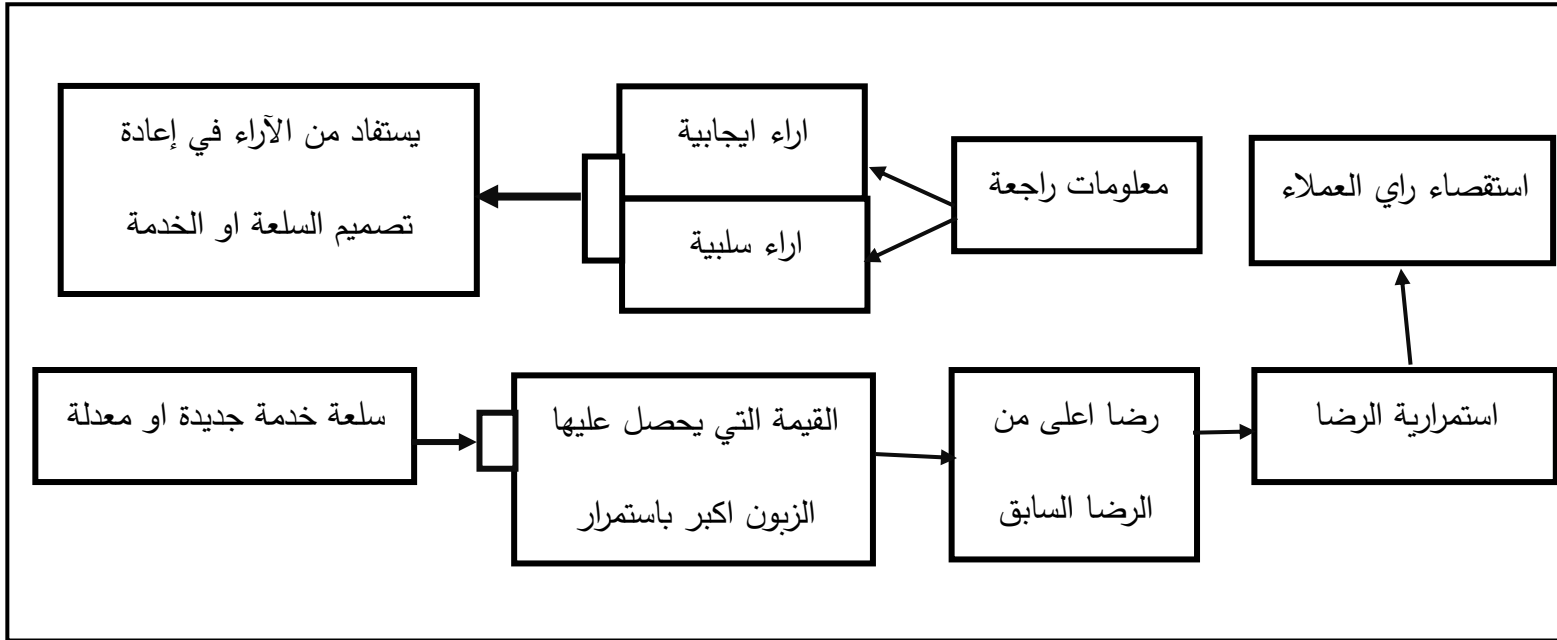 استقصاء راي العملاء
معلومات راجعة
اراء ايجابية
اراء سلبية
يستفاد من الآراء في إعادة
تصميم السلعة او الخدمة
سلعة خدمة جديدة او معدلة
القيمة التي يحصل عليها
الزبون اكبر باستمرار
رضا اعلى من
الرضا السابق
استمرارية الرضا